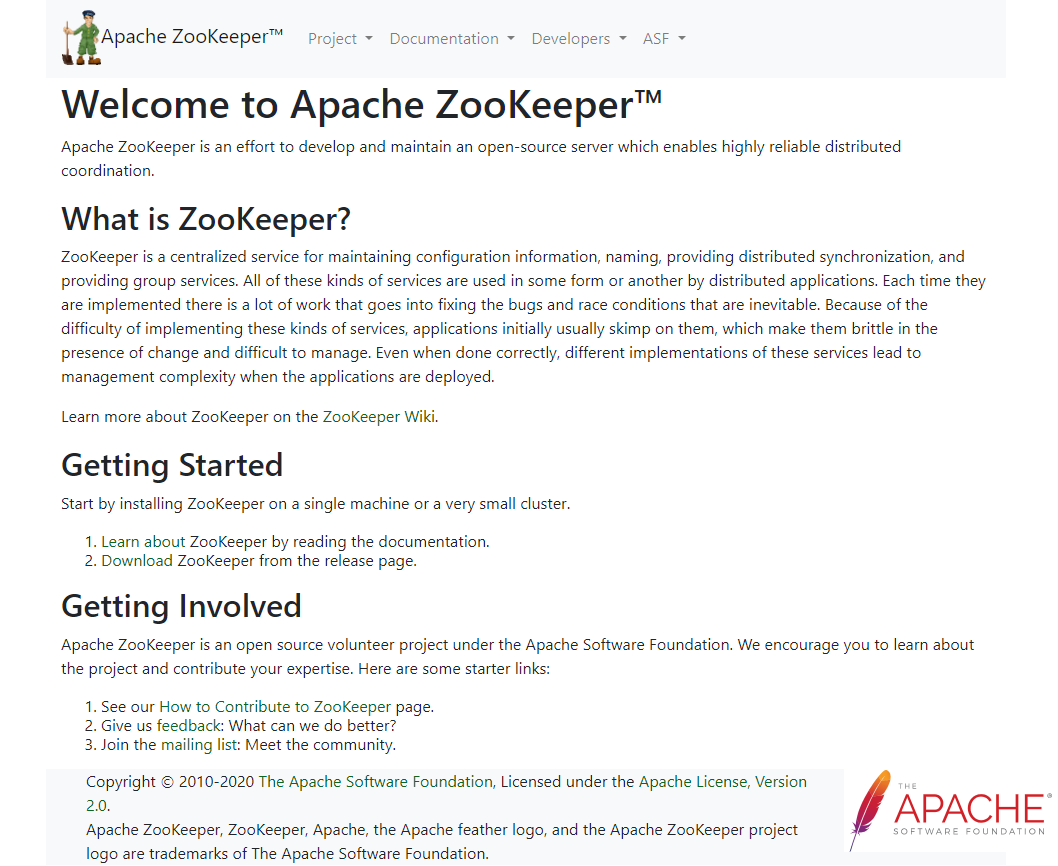 Apache ZooKeeper™ Project Documentation Developers ASF
Welcome to Apache ZooKeeper™
Apache ZooKeeper is an effort to develop and maintain an open-source server which enables highly reliable distributed
coordination.
What is ZooKeeper?
ZooKeeper is a centralized service for maintaining configuration information, naming, providing distributed synchronization, and
providing group services. All of these kinds of services are used in some form or another by distributed applications. Each time they
are implemented there is a lot of work that goes into fixing the bugs and race conditions that are inevitable. Because of the
difficulty of implementing these kinds of services, applications initially usually skimp on them, which make them brittle in the
presence of change and difficult to manage. Even when done correctly, different implementations of these services lead to
management complexity when the applications are deployed.
Learn more about ZooKeeper on the ZooKeeper Wiki.
Getting Started
Start by installing ZooKeeper on a single machine or a very small cluster.
1. Learn about ZooKeeper by reading the documentation.
2. Download ZooKeeper from the release page.
Getting Involved
Apache ZooKeeper is an open source volunteer project under the Apache Software Foundation. We encourage you to learn about
the project and contribute your expertise. Here are some starter links:
1. See our How to Contribute to ZooKeeper page.
2. Give us feedback: What can we do better?
3. Join the mailing list: Meet the community.
Copyright © 2010-2020 The Apache Software Foundation, Licensed under the Apache License, Version
2.0.
Apache ZooKeeper, ZooKeeper, Apache, the Apache feather logo, and the Apache ZooKeeper project
logo are trademarks of The Apache Software Foundation.
THE
APACHE®
SOFTWARE FOUNDATION